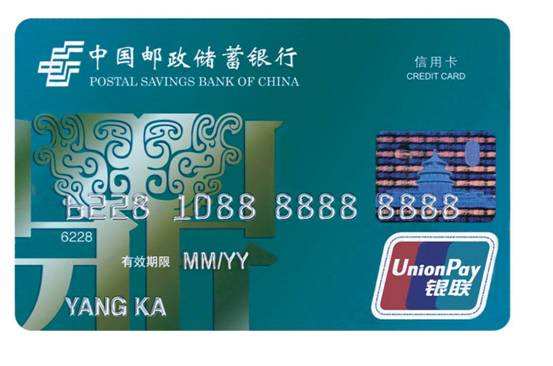 中国邮政储蓄银行
POSTAL SAVINGS BANK OF CHINA
信用卡
CREDIT CARD
6228 1088 8888 8888
6228
有效期限 MM/YY
YANG KA
UnionPay
银联